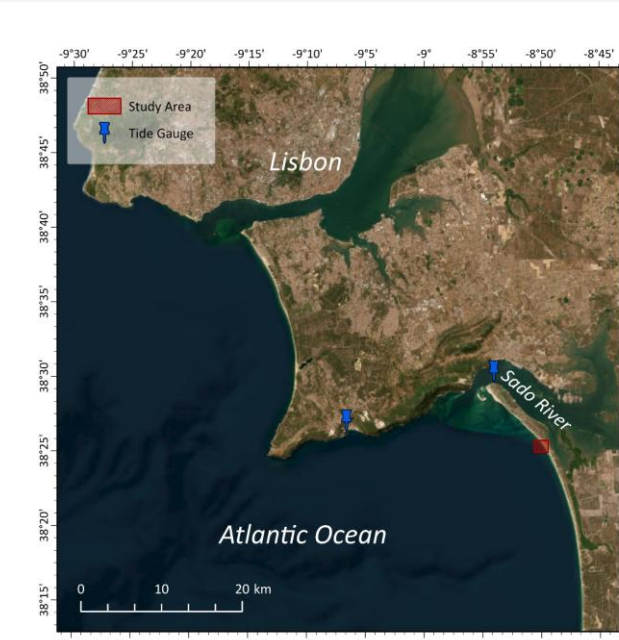 -9°30' -9°25' -9°20' -9°15' -9°10' -9°5' -9° -8°55' -8°50' -8°45'
38°50'
Study Area
Tide Gauge
38°45'
Lisbon
38°40'
38°35'
38°30'
Sado River
38°25'
38°20'
Atlantic Ocean
38°15'
0 10 20 km